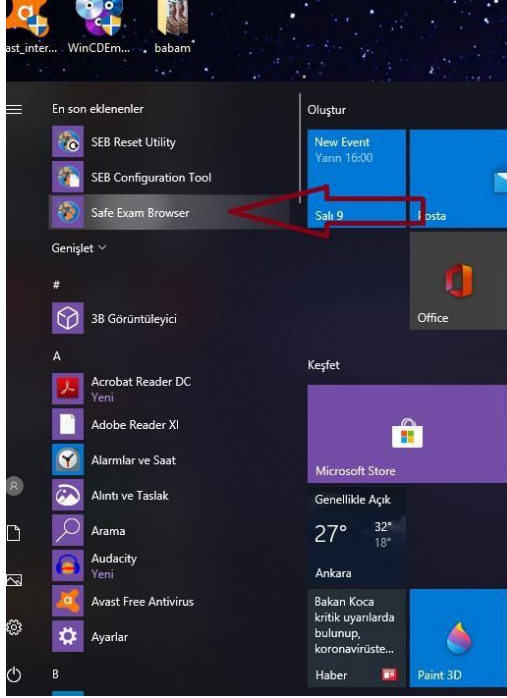 ast_inter...
WinCDEm...
babam
En son eklenenler
SEB Reset Utility
SEB Configuration Tool
Safe Exam Browser
Genişlet
#
3B Görüntüleyici
A
Acrobat Reader DC
Yeni
Adobe Reader XI
Alarmlar ve Saat
Alıntı ve Taslak
Arama
Audacity
Yeni
Avast Free Antivirus
Ayarlar
B
Oluştur
New Event
Yarın 16:00
Salı 9
Posta
Office
Keşfet
Microsoft Store
Genellikle Açık
27° 32°
18°
Ankara
Bakan Koca
kritik uyarılarda
bulunup,
koronavirüste...
Haber
Paint 3D